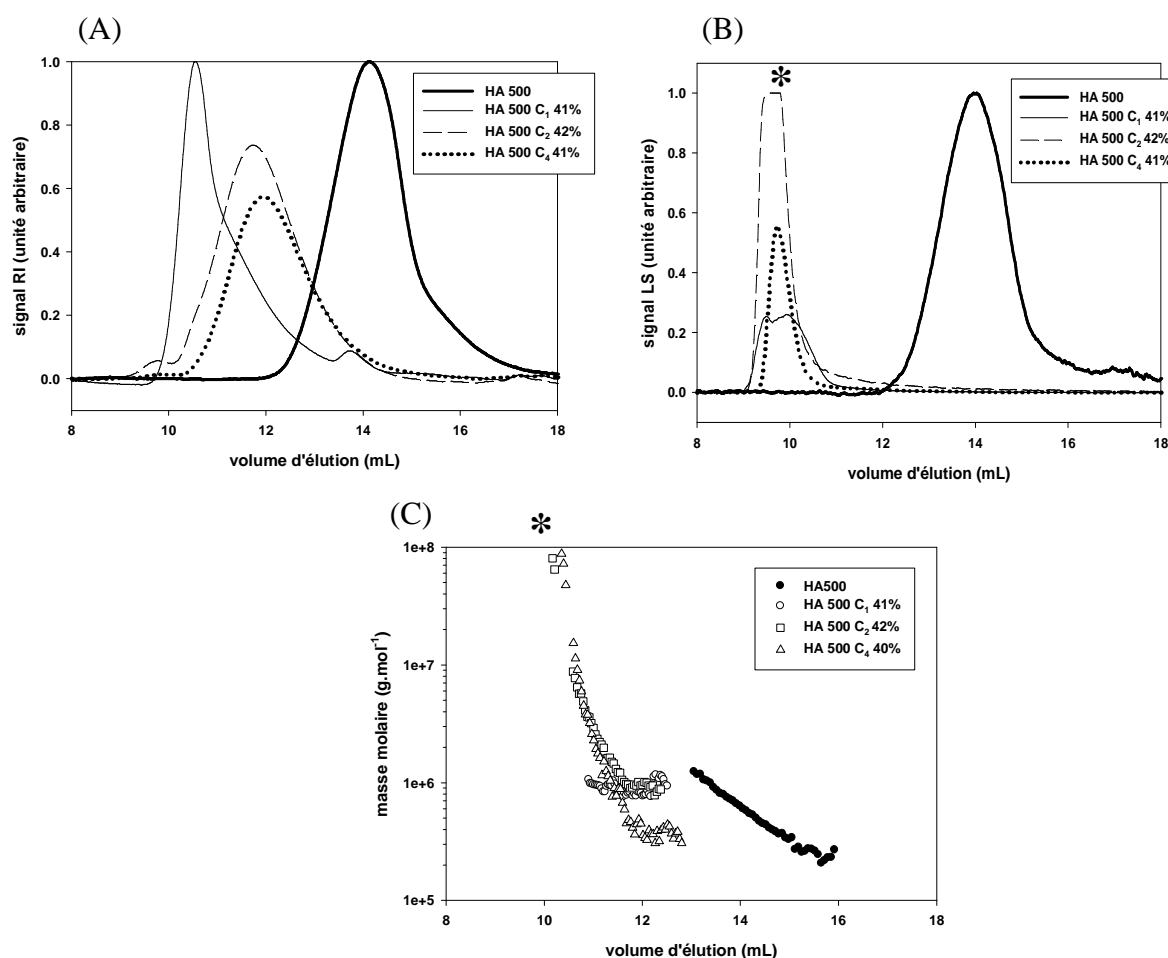 (A)
1.0
0.8
0.6
0.4
0.2
0.0
signal RI (unité arbitraire)
8 10 12 14 16 18
volume d'élution (mL)
HA 500
HA 500 C₁ 41%
HA 500 C₂ 42%
HA 500 C₄ 41%
(B)
*
1.0
0.8
0.6
0.4
0.2
0.0
signal LS (unité arbitraire)
8 10 12 14 16 18
volume d'élution (mL)
HA 500
HA 500 C₁ 41%
HA 500 C₂ 42%
HA 500 C₄ 41%
(C)
*
1e+8
1e+7
1e+6
1e+5
masse molaire (g.mol⁻¹)
8 10 12 14 16 18
volume d'élution (mL)
HA500
HA 500 C₁ 41%
HA 500 C₂ 42%
HA 500 C₄ 40%